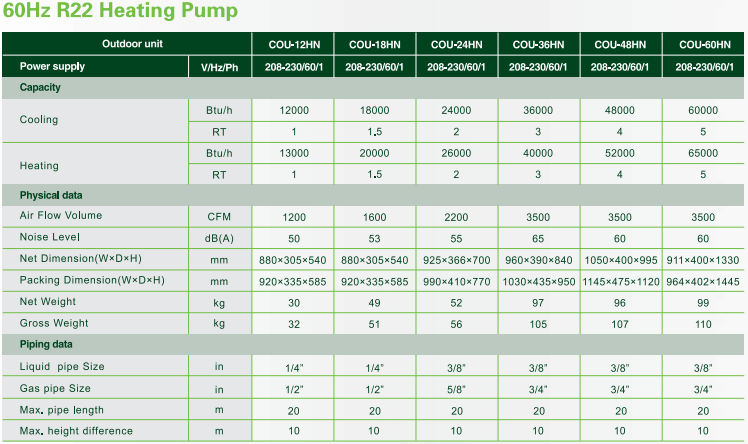 60Hz R22 Heating Pump
Outdoor unit COU-12HN COU-18HN COU-24HN COU-36HN COU-48HN COU-60HN
Power supply V/Hz/Ph 208-230/60/1 208-230/60/1 208-230/60/1 208-230/60/1 208-230/60/1 208-230/60/1
Capacity
Cooling Btu/h 12000 18000 24000 36000 48000 60000
RT 1 1.5 2 3 4 5
Heating Btu/h 13000 20000 26000 40000 52000 65000
RT 1 1.5 2 3 4 5
Physical data
Air Flow Volume CFM 1200 1600 2200 3500 3500 3500
Noise Level dB(A) 50 53 55 65 60 60
Net Dimension(W×D×H) mm 880×305×540 880×305×540 925×366×700 960×390×840 1050×400×995 911×400×1330
Packing Dimension(W×D×H) mm 920×335×585 920×335×585 990×410×770 1030×435×950 1145×475×1120 964×402×1445
Net Weight kg 30 49 52 97 96 99
Gross Weight kg 32 51 56 105 107 110
Piping data
Liquid pipe Size in 1/4" 1/4" 3/8" 3/8" 3/8" 3/8"
Gas pipe Size in 1/2" 1/2" 5/8" 3/4" 3/4" 3/4"
Max. pipe length m 20 20 20 20 20 20
Max. height difference m 10 10 10 10 10 10